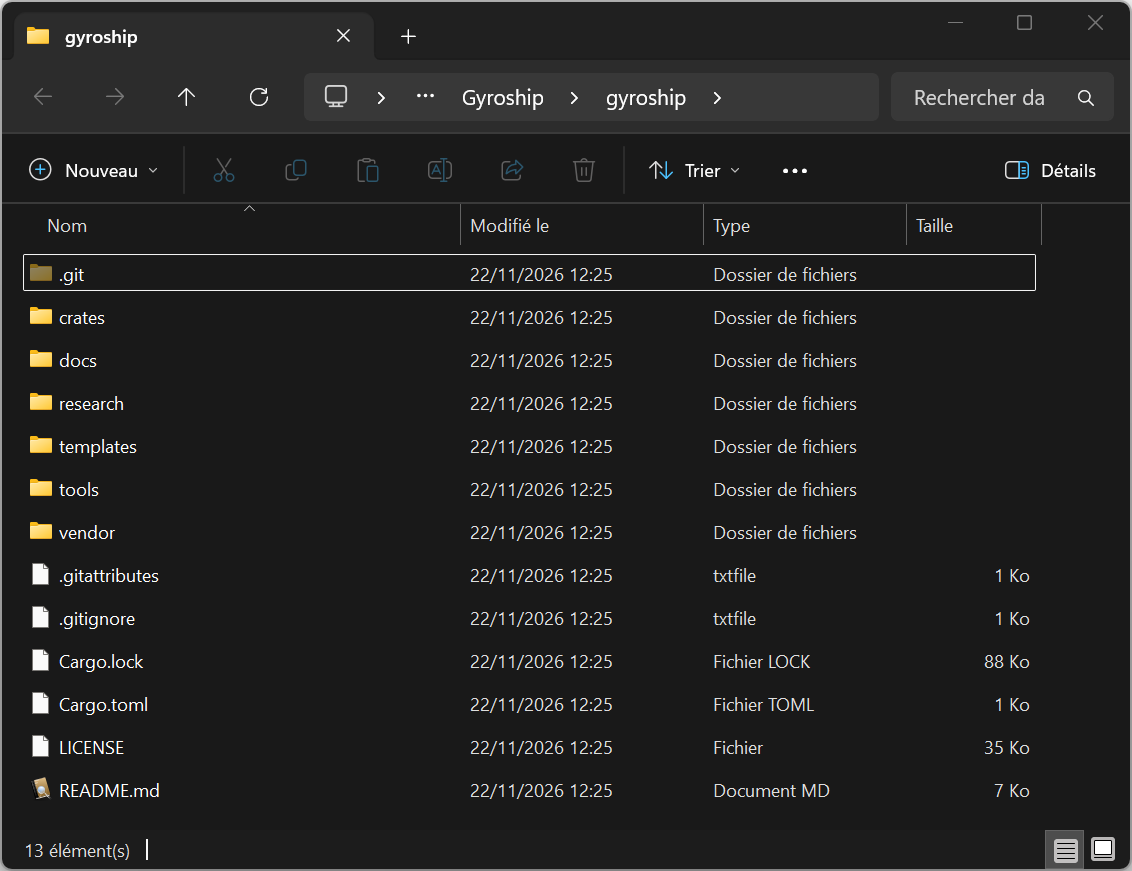 gyroship
Gyroship gyroship
Rechercher da
Nouveau Trier Détails
Nom Modifié le Type Taille
.git 22/11/2026 12:25 Dossier de fichiers
crates 22/11/2026 12:25 Dossier de fichiers
docs 22/11/2026 12:25 Dossier de fichiers
research 22/11/2026 12:25 Dossier de fichiers
templates 22/11/2026 12:25 Dossier de fichiers
tools 22/11/2026 12:25 Dossier de fichiers
vendor 22/11/2026 12:25 Dossier de fichiers
.gitattributes 22/11/2026 12:25 txtfile 1 Ko
.gitignore 22/11/2026 12:25 txtfile 1 Ko
Cargo.lock 22/11/2026 12:25 Fichier LOCK 88 Ko
Cargo.toml 22/11/2026 12:25 Fichier TOML 1 Ko
LICENSE 22/11/2026 12:25 Fichier 35 Ko
README.md 22/11/2026 12:25 Document MD 7 Ko
13 élément(s)